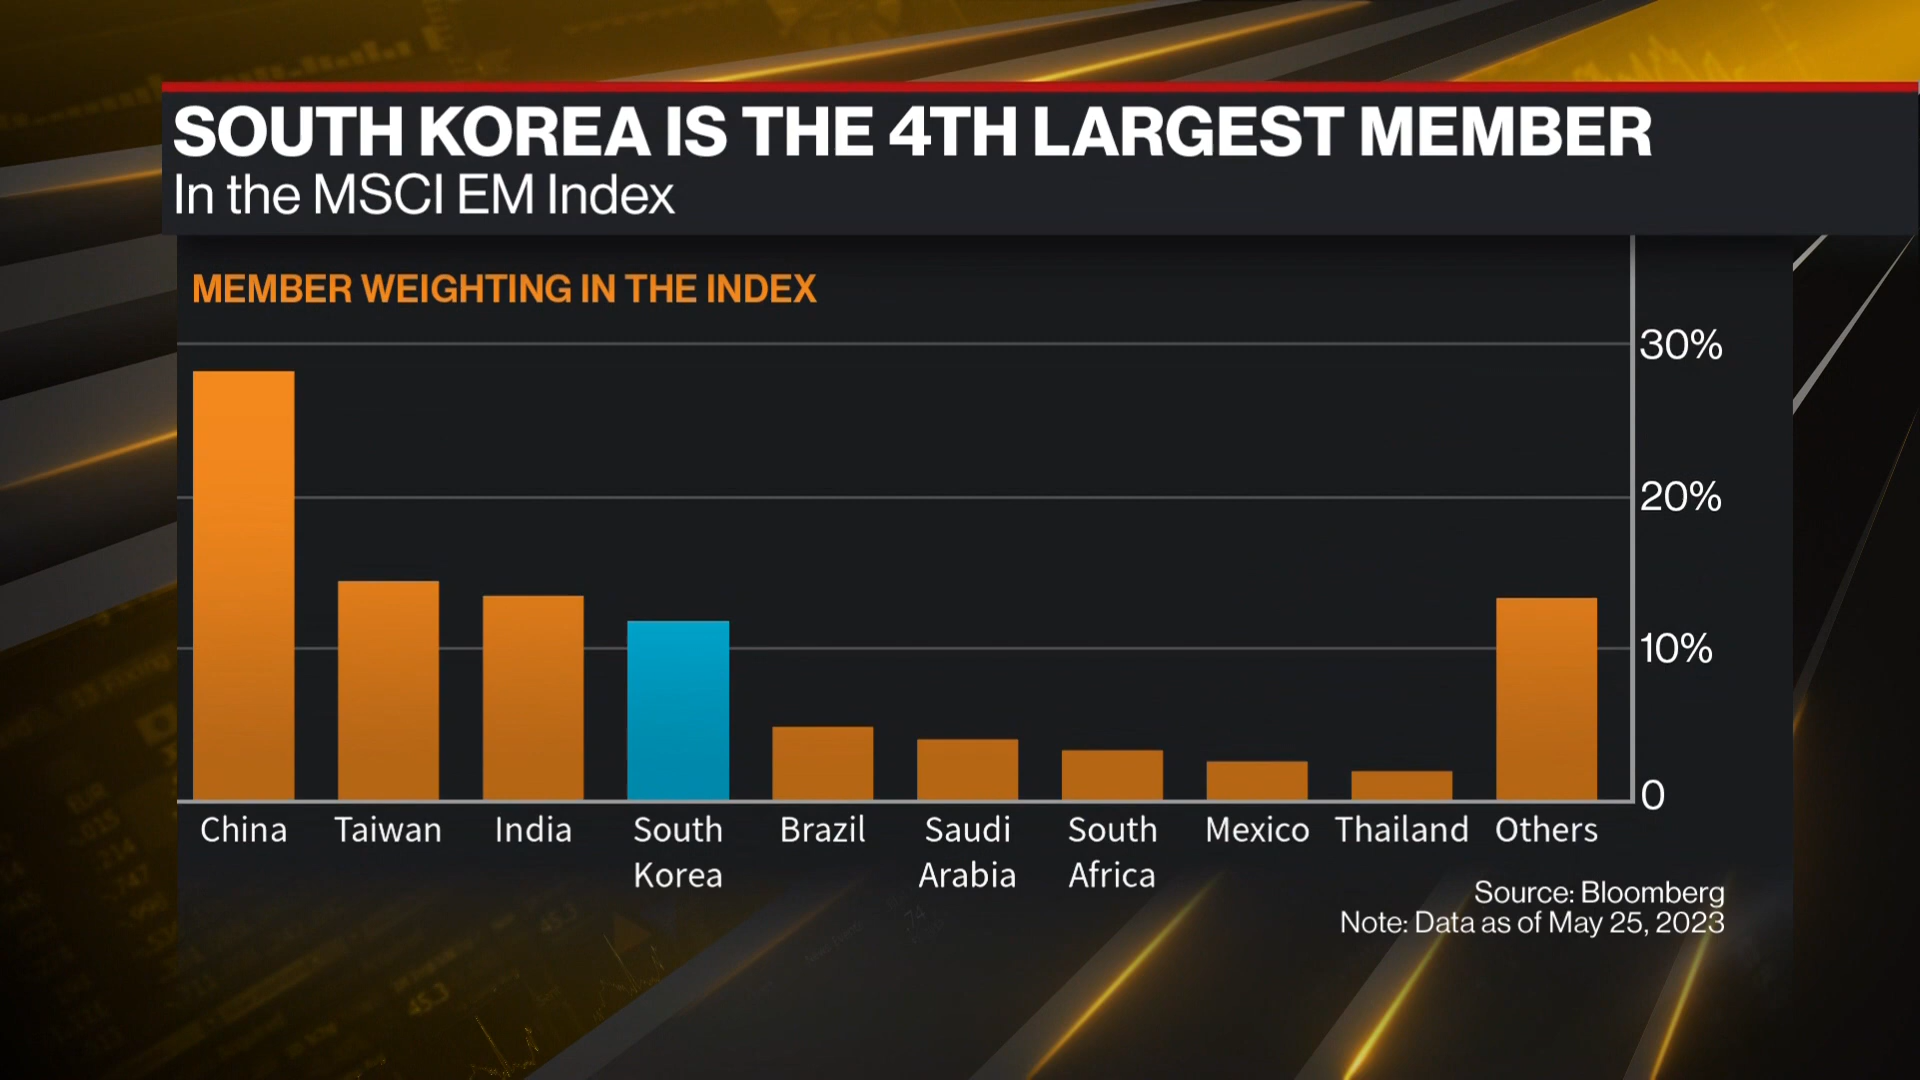 SOUTH KOREA IS THE 4TH LARGEST MEMBER
In the MSCI EM Index
MEMBER WEIGHTING IN THE INDEX
30%
20%
10%
0
China Taiwan India South Korea Brazil Saudi Arabia South Africa Mexico Thailand Others
Source: Bloomberg
Note: Data as of May 25, 2023